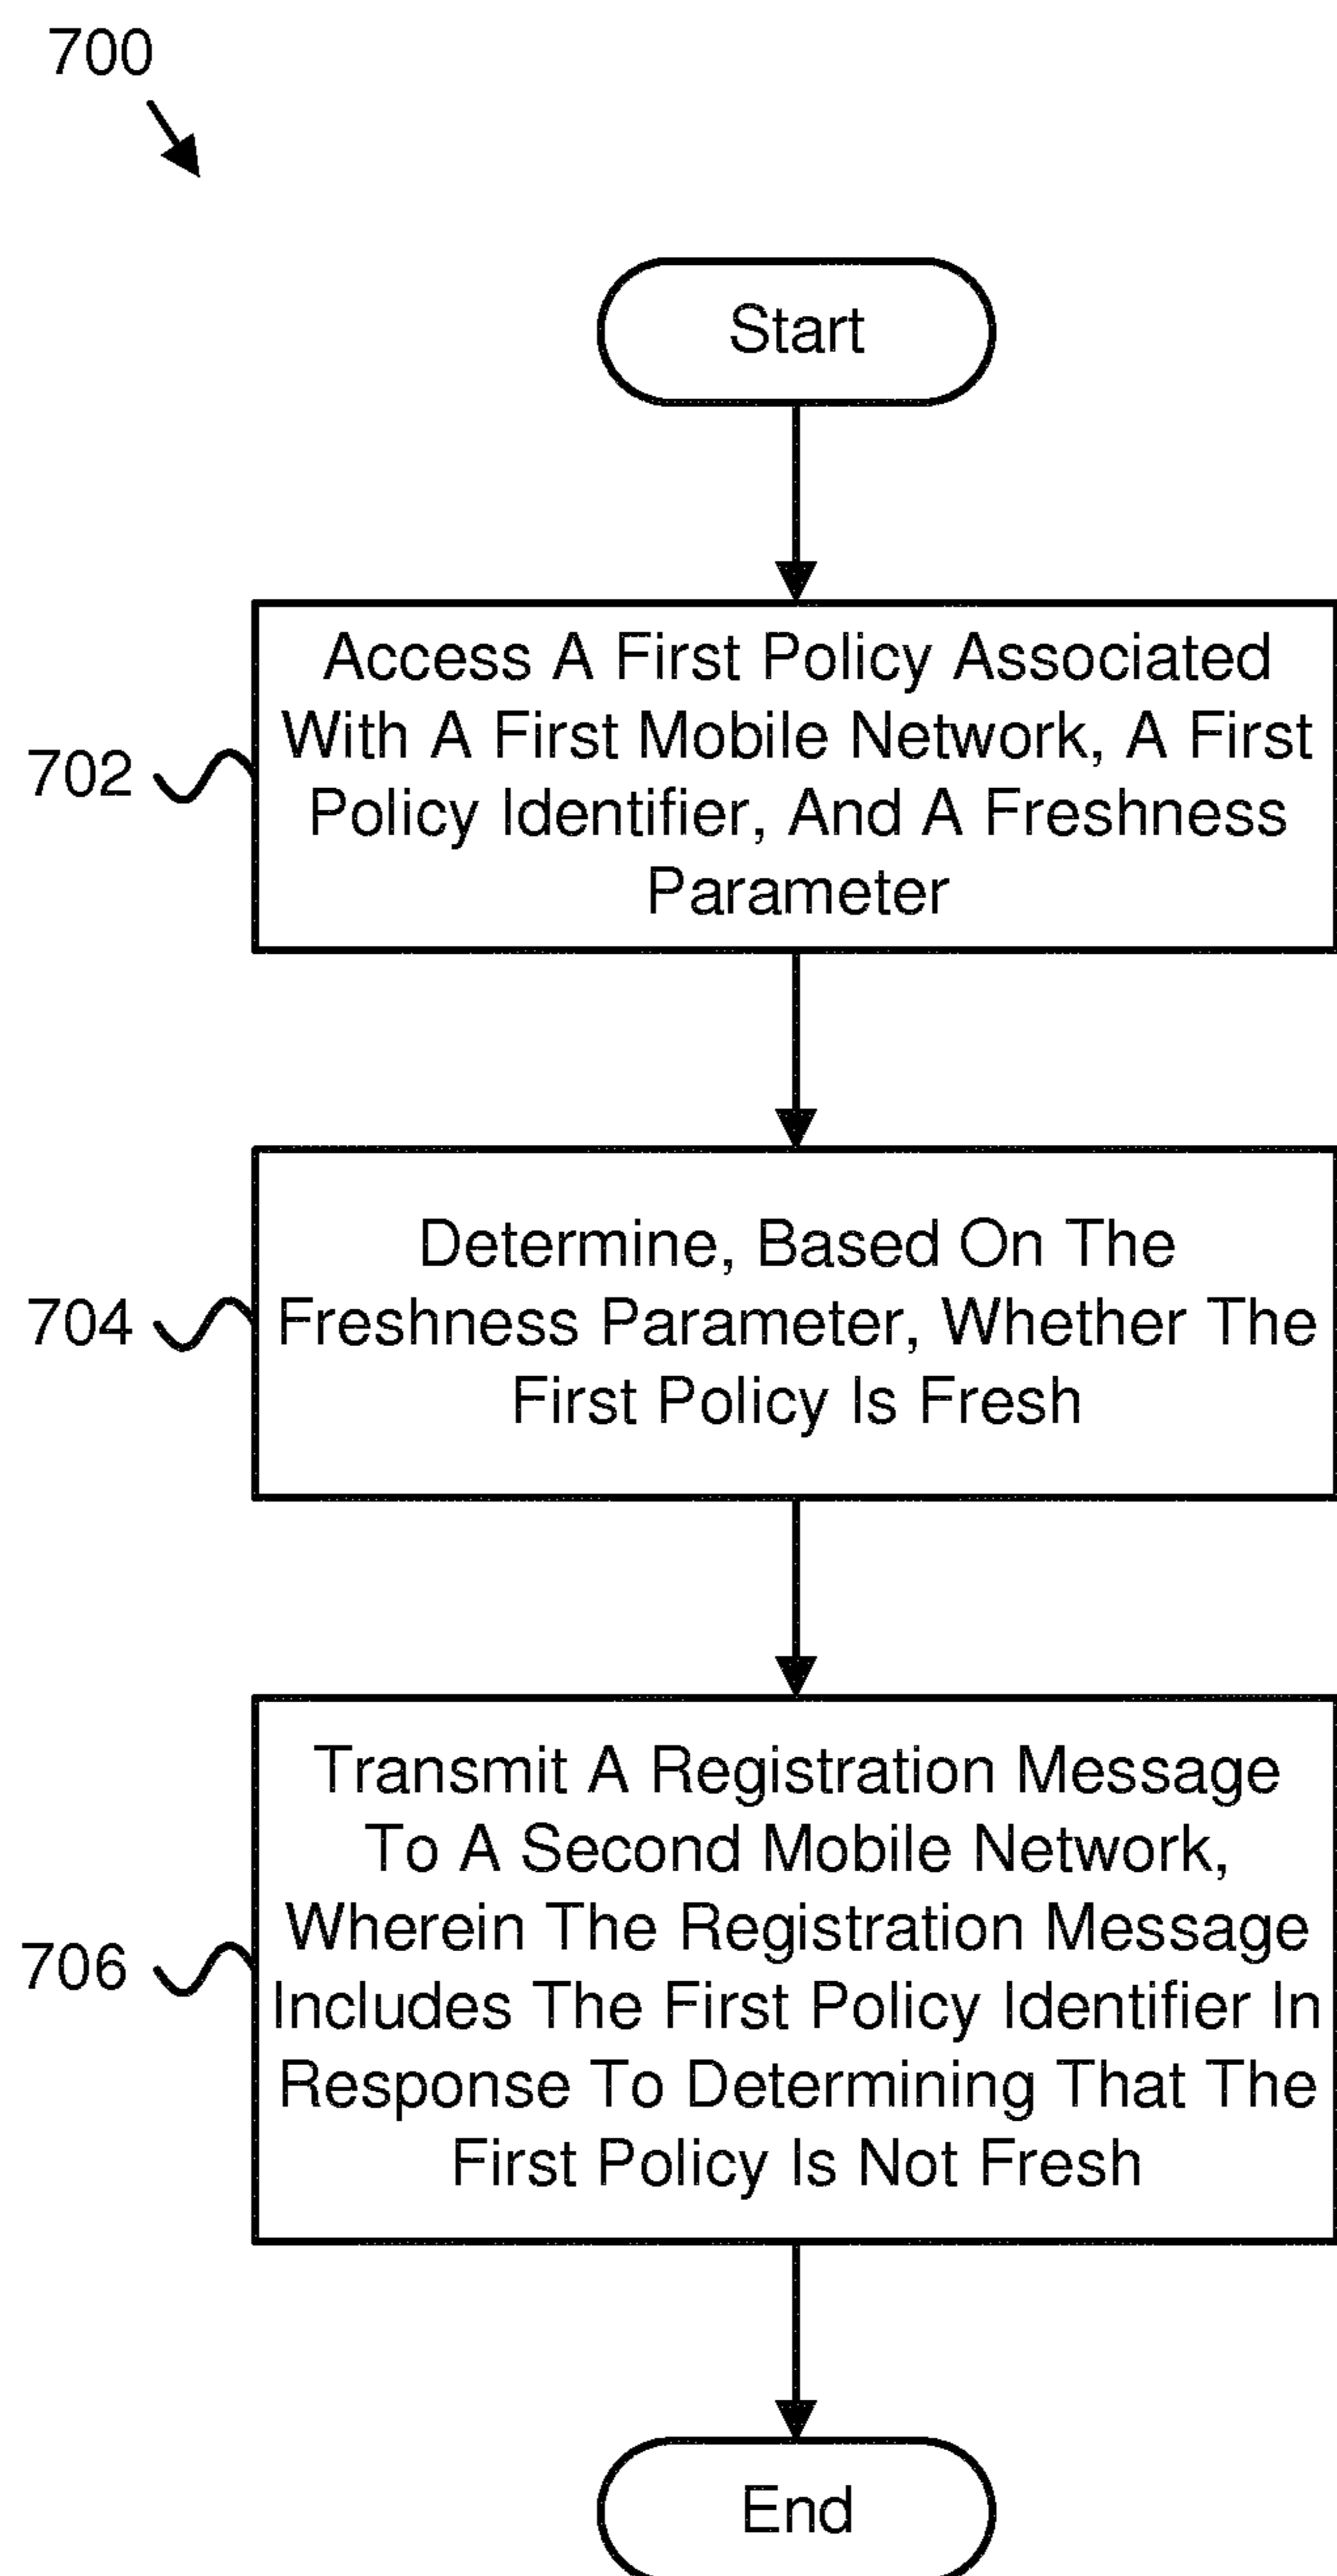 700
Start
702
Access A First Policy Associated
With A First Mobile Network, A First
Policy Identifier, And A Freshness
Parameter
704
Determine, Based On The
Freshness Parameter, Whether The
First Policy Is Fresh
706
Transmit A Registration Message
To A Second Mobile Network,
Wherein The Registration Message
Includes The First Policy Identifier In
Response To Determining That The
First Policy Is Not Fresh
End